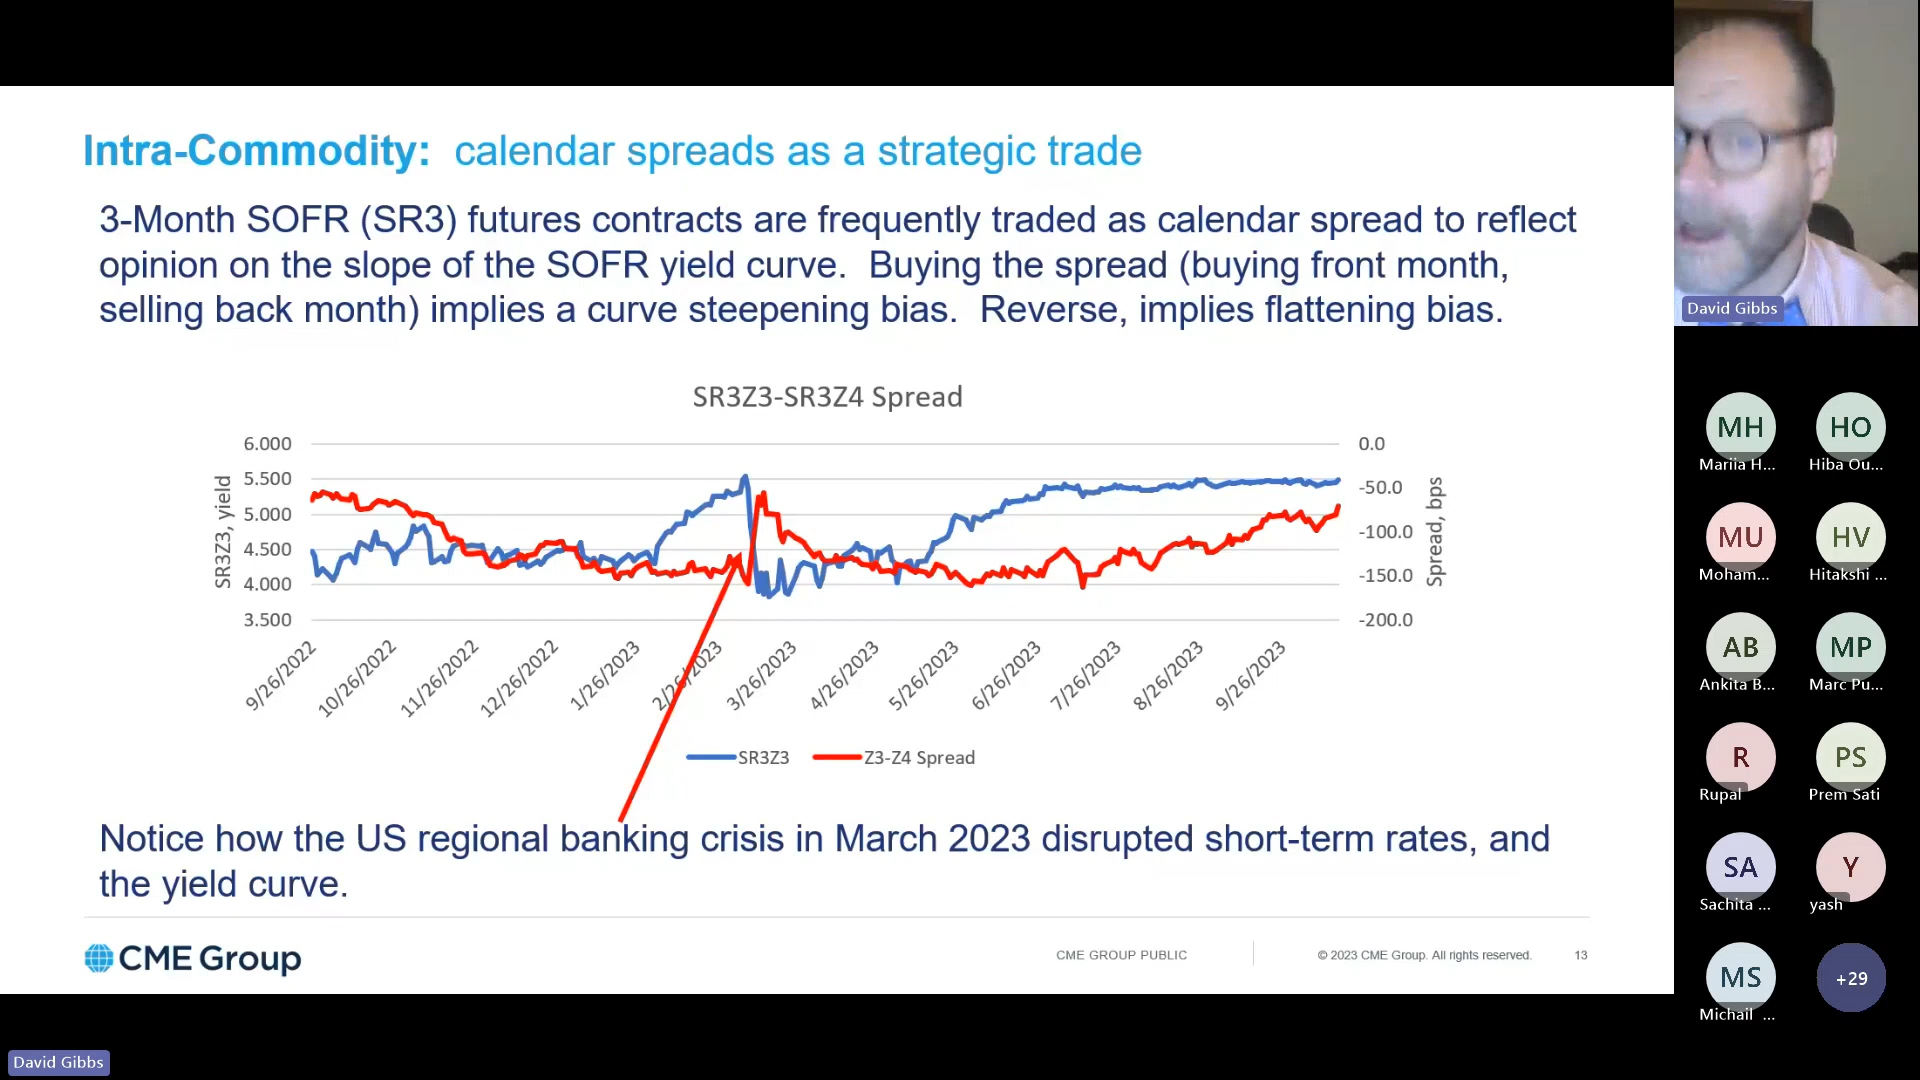 Intra-Commodity: calendar spreads as a strategic trade
3-Month SOFR (SR3) futures contracts are frequently traded as calendar spread to reflect
opinion on the slope of the SOFR yield curve. Buying the spread (buying front month,
selling back month) implies a curve steepening bias. Reverse, implies flattening bias.
SR3Z3-SR3Z4 Spread
SR3Z3, yield
6.000
5.500
5.000
4.500
4.000
3.500
0.0
-50.0
-100.0
-150.0
-200.0
Spread, bps
9/26/2022
10/26/2022
11/26/2022
12/26/2022
1/26/2023
2/26/2023
3/26/2023
4/26/2023
5/26/2023
6/26/2023
7/26/2023
8/26/2023
9/26/2023
SR3Z3
Z3-Z4 Spread
Notice how the US regional banking crisis in March 2023 disrupted short-term rates, and
the yield curve.
CME Group
CME GROUP PUBLIC
© 2023 CME Group. All rights reserved.
13
David Gibbs
MH
Mariia H...
HO
Hiba Ou...
MU
Moham...
HV
Hitakshi ...
AB
Ankita B...
MP
Marc Pu...
R
Rupal
PS
Prem Sati
SA
Sachita ...
Y
yash
MS
Michail ...
+29
David Gibbs